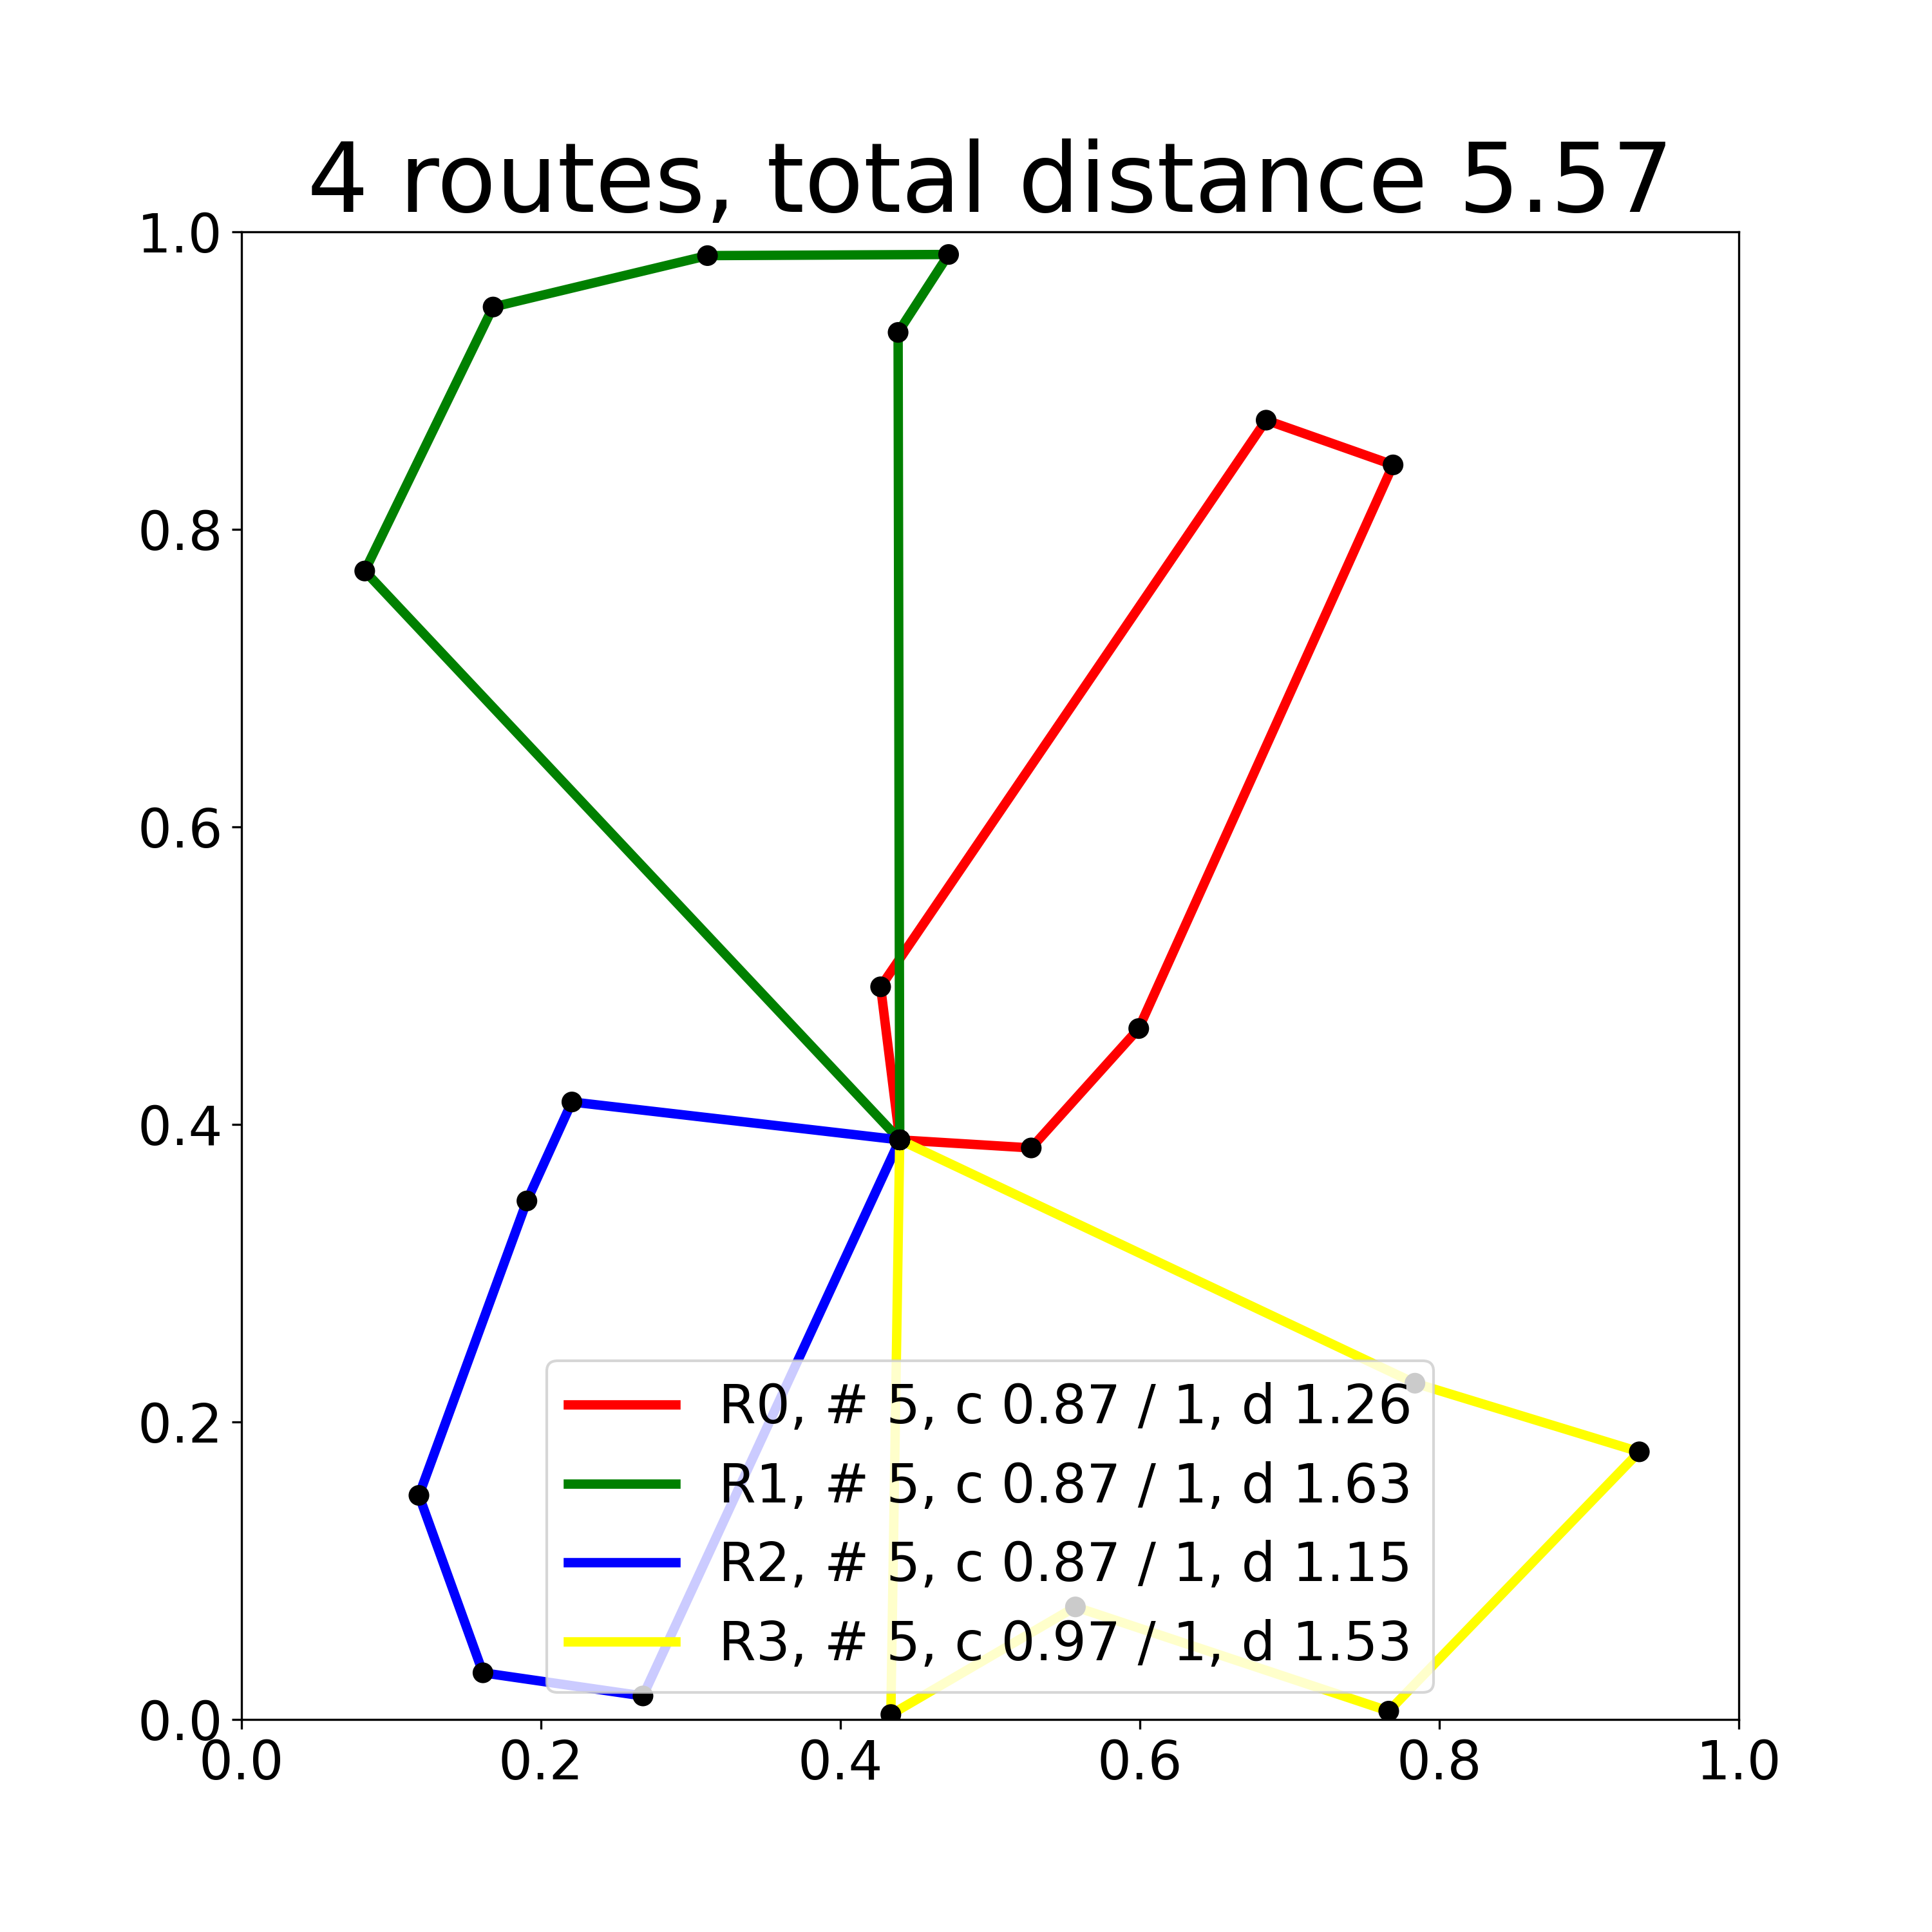 4 routes, total distance 5.57
1.0
0.8
0.6
0.4
0.2
0.0
R0, # 5, c 0.87 / 1, d 1.26
R1, # 5, c 0.87 / 1, d 1.63
R2, # 5, c 0.87 / 1, d 1.15
R3, # 5, c 0.97 / 1, d 1.53
0.0 0.2 0.4 0.6 0.8 1.0